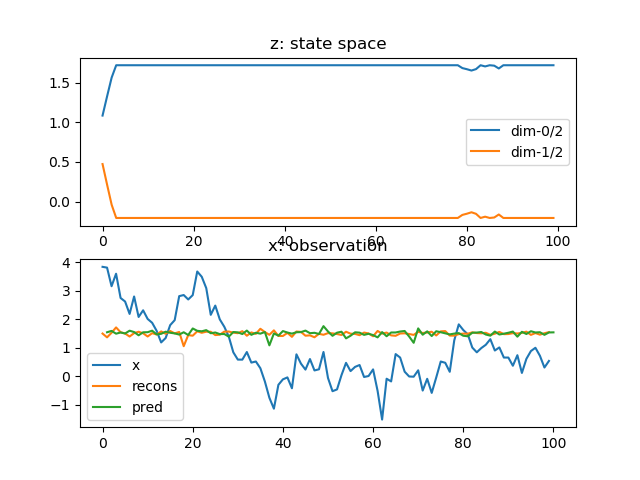 z: state space
1.5
1.0
0.5
0.0
dim-0/2
dim-1/2
0 20 40 60 80 100
x: observation
4
3
2
1
0
−1
x
recons
pred
0 20 40 60 80 100